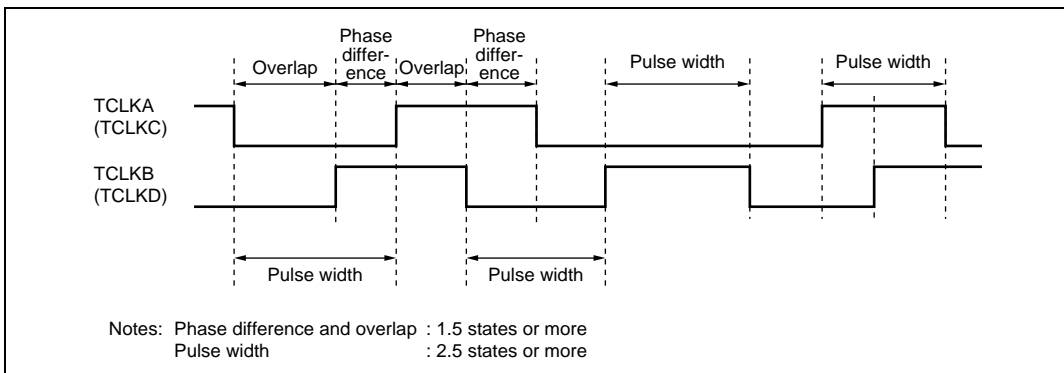 Phase
differ-
ence
Phase
differ-
ence
Overlap
Overlap
Pulse width
Pulse width
TCLKA
(TCLKC)
TCLKB
(TCLKD)
Pulse width
Pulse width
Notes: Phase difference and overlap : 1.5 states or more
Pulse width : 2.5 states or more